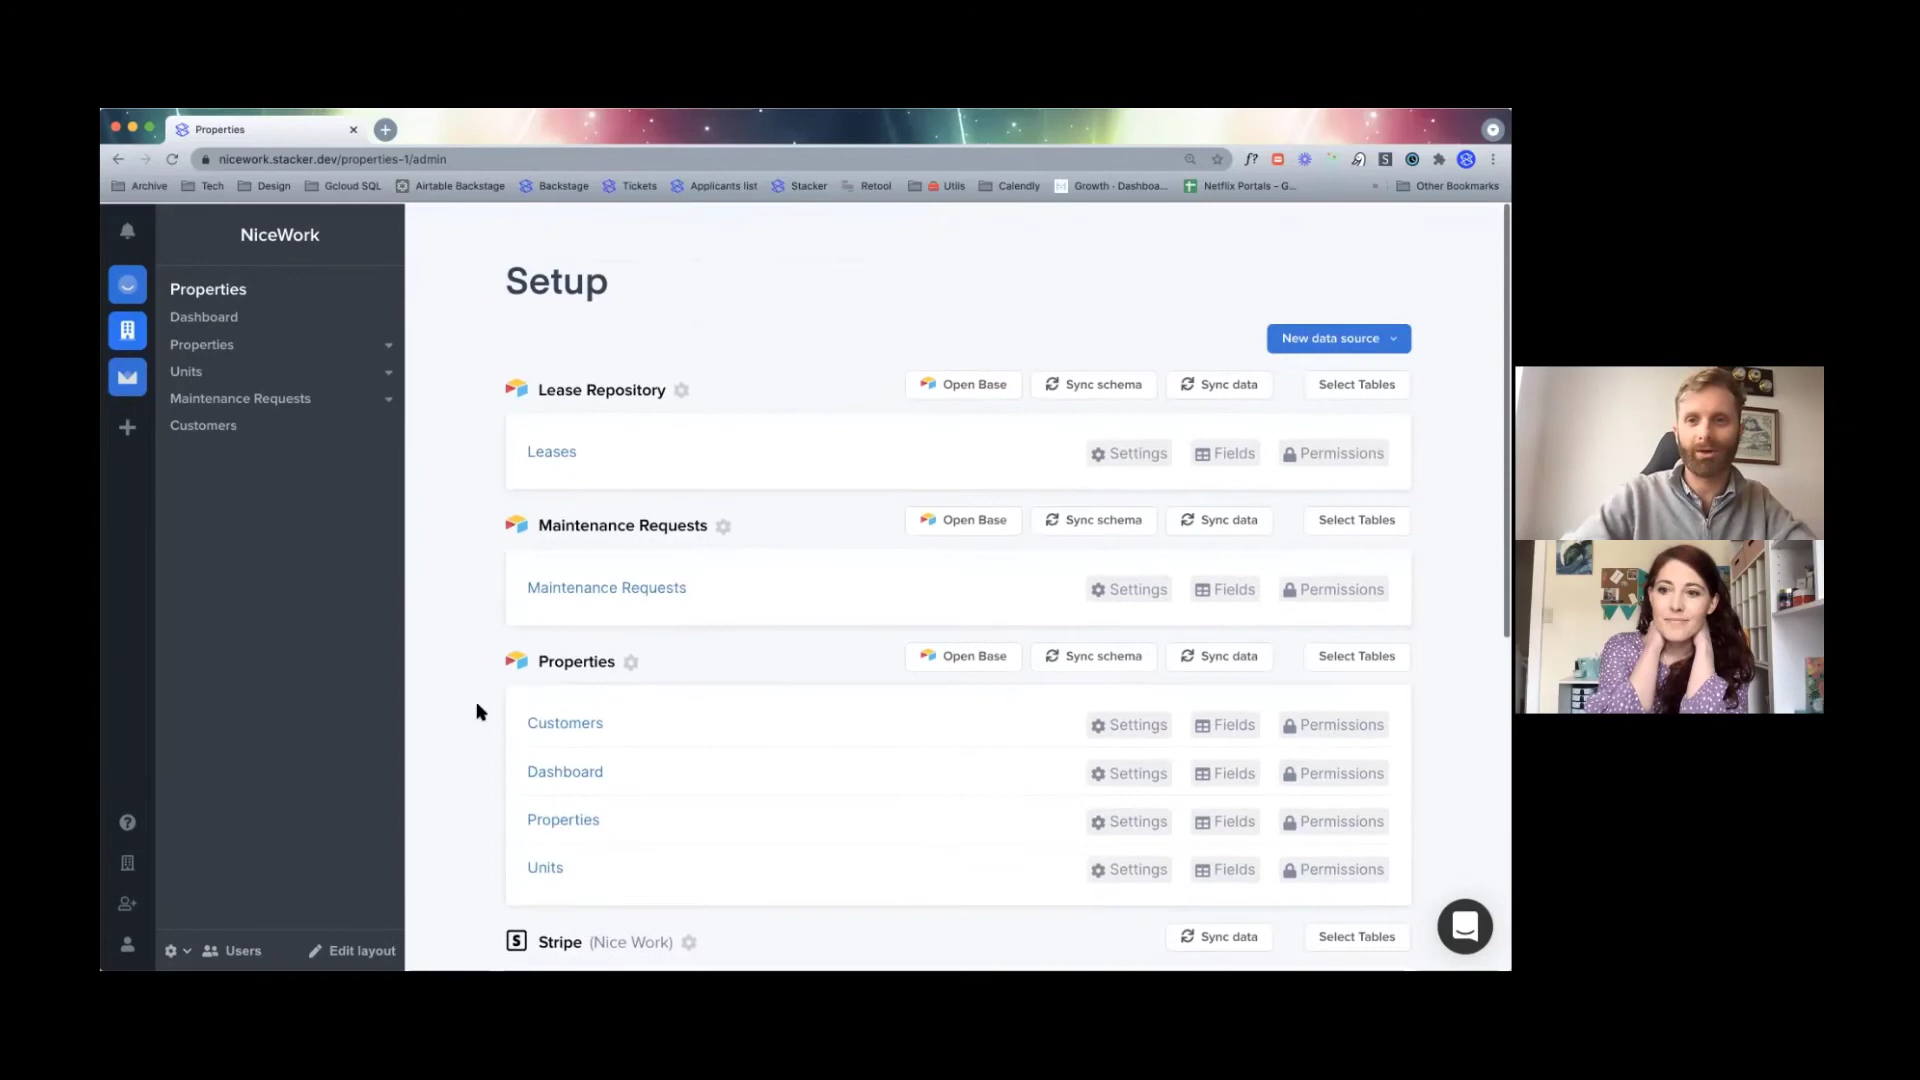 Properties
nicework.stacker.dev/properties-1/admin
f?
Archive Tech Design Gcloud SQL Airtable Backstage Backstage Tickets Applicants list Stacker Retool Utils Calendly Growth - Dashboa... Netflix Portals – G... » Other Bookmarks
NiceWork
Properties
Dashboard
Properties
Units
Maintenance Requests
Customers
Users Edit layout
Setup
New data source
Lease Repository Open Base Sync schema Sync data Select Tables
Leases Settings Fields Permissions
Maintenance Requests Open Base Sync schema Sync data Select Tables
Maintenance Requests Settings Fields Permissions
Properties Open Base Sync schema Sync data Select Tables
Customers Settings Fields Permissions
Dashboard Settings Fields Permissions
Properties Settings Fields Permissions
Units Settings Fields Permissions
S Stripe (Nice Work) Sync data Select Tables